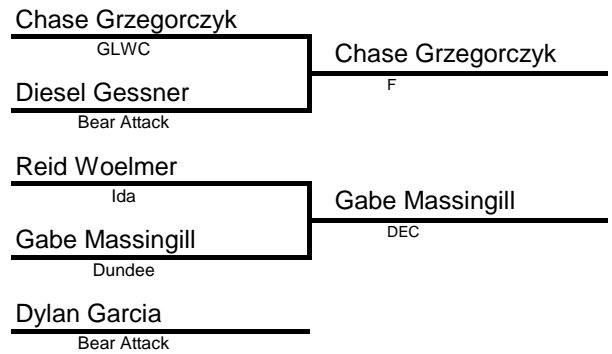 Chase Grzegorczyk
GLWC
Chase Grzegorczyk
F
Diesel Gessner
Bear Attack
Reid Woelmer
Ida
Gabe Massingill
DEC
Gabe Massingill
Dundee
Dylan Garcia
Bear Attack